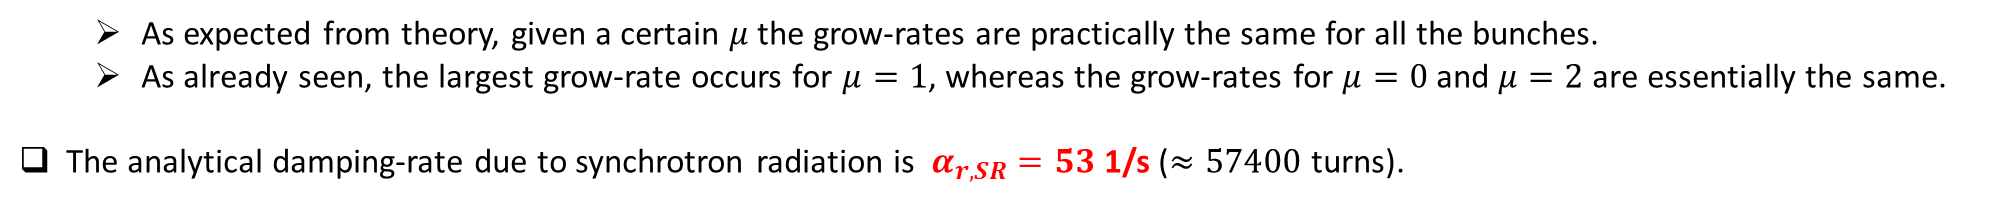 ➢ As expected from theory, given a certain μ the grow-rates are practically the same for all the bunches.
➢ As already seen, the largest grow-rate occurs for μ = 1, whereas the grow-rates for μ = 0 and μ = 2 are essentially the same.
❑ The analytical damping-rate due to synchrotron radiation is α_{r,SR} = 53 1/s (≈ 57400 turns).